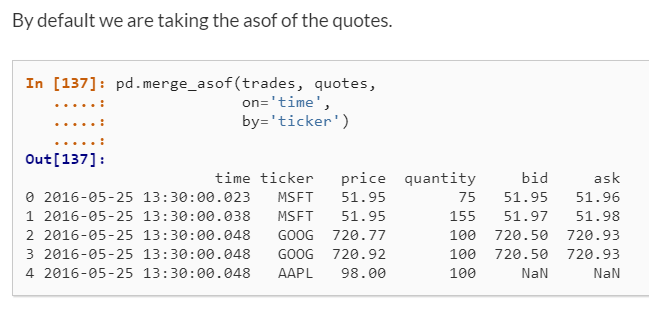 By default we are taking the asof of the quotes.
In [137]: pd.merge_asof(trades, quotes,
   .....:               on='time',
   .....:               by='ticker')
   .....:
Out[137]:
                     time ticker   price  quantity     bid     ask
0 2016-05-25 13:30:00.023   MSFT   51.95        75   51.95   51.96
1 2016-05-25 13:30:00.038   MSFT   51.95       155   51.97   51.98
2 2016-05-25 13:30:00.048   GOOG  720.77       100  720.50  720.93
3 2016-05-25 13:30:00.048   GOOG  720.92       100  720.50  720.93
4 2016-05-25 13:30:00.048   AAPL   98.00       100     NaN     NaN